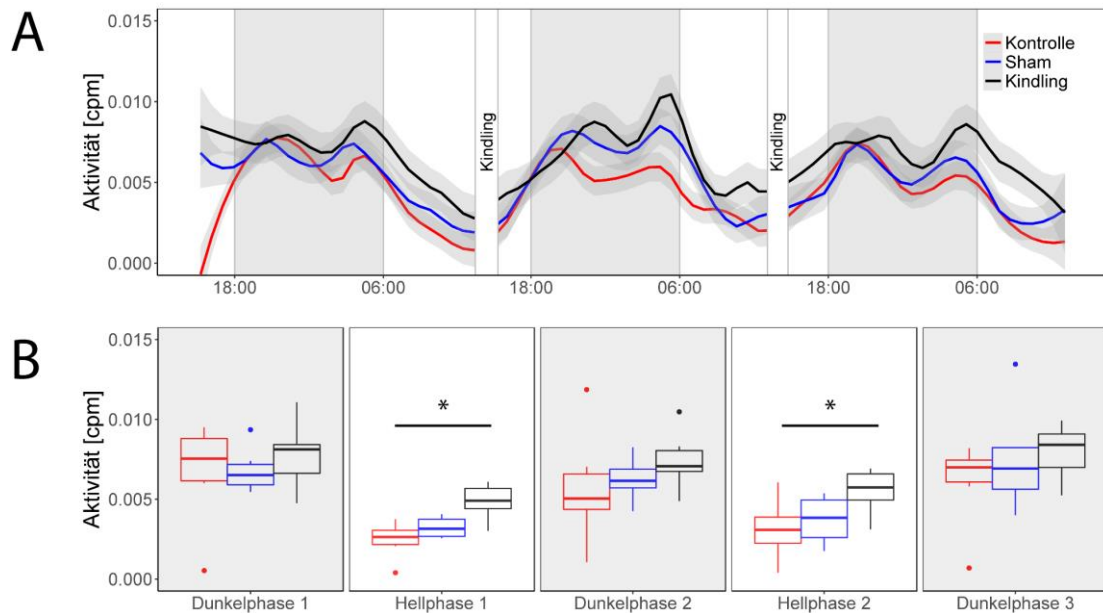 A
Aktivität [cpm]
0.015
0.010
0.005
0.000
Kindling
Kindling
Kontrolle
Sham
Kindling
18:00 06:00 18:00 06:00 18:00 06:00
B
Aktivität [cpm]
0.015
0.010
0.005
0.000
* *
Dunkelphase 1 Hellphase 1 Dunkelphase 2 Hellphase 2 Dunkelphase 3